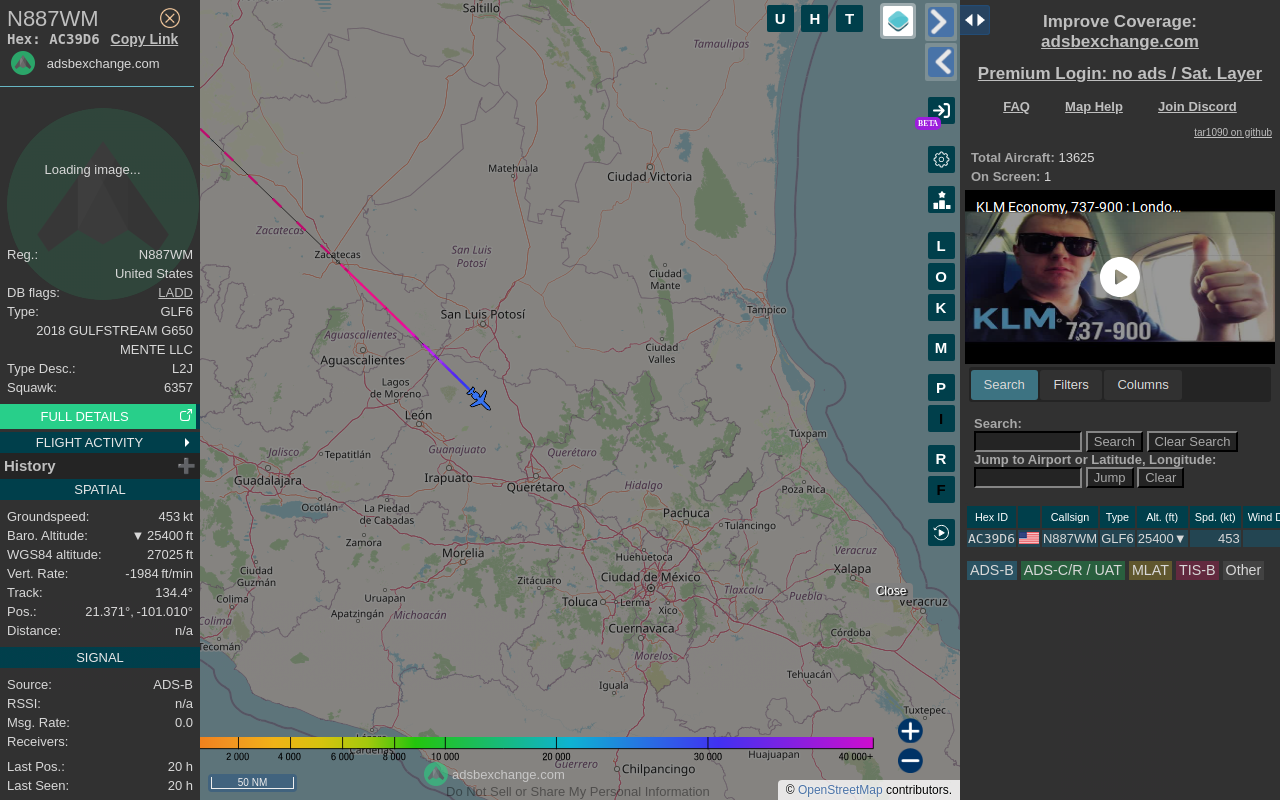 N887WM
Hex: AC39D6 Copy Link
adsbexchange.com
Loading image...
Reg.: N887WM
United States
DB flags: LADD
Type: GLF6
2018 GULFSTREAM G650
MENTE LLC
Type Desc.: L2J
Squawk: 6357
FULL DETAILS
FLIGHT ACTIVITY
History
SPATIAL
Groundspeed: 453 kt
Baro. Altitude: ▼ 25400 ft
WGS84 altitude: 27025 ft
Vert. Rate: -1984 ft/min
Track: 134.4°
Pos.: 21.371°, -101.010°
Distance: n/a
SIGNAL
Source: ADS-B
RSSI: n/a
Msg. Rate: 0.0
Receivers:
Last Pos.: 20 h
Last Seen: 20 h
Saltillo
Tamaulipas
Matehuala
Ciudad Victoria
Zacatecas
Zacatecas
San Luis
Potosí
Ciudad
Mante
San Luis Potosí
Tampico
Aguascalientes
Aguascalientes
Ciudad
Valles
Lagos
de Moreno
León
Túxpam
Jalisco
Tepatitlán
Guanajuato
Querétaro
Guadalajara
Irapuato
Querétaro
Hidalgo
Poza Rica
Ocotlán
La Piedad
de Cabadas
Pachuca
Tulancingo
Zamora
Morelia
Huehuetoca
Veracruz
Xalapa
Ciudad
Guzmán
Zitácuaro
Ciudad de México
Colima
Uruapan
Toluca
Lerma
Tlaxcala
Puebla
Close
Veracruz
Apatzingán
Michoacán
Xico
Colima
Cuernavaca
Córdoba
Tecomán
Morelos
Tehuacán
Iguala
Tuxtepec
Lázaro
Cárdenas
Huajuapan
Guerrero
Chilpancingo
2 000 4 000 6 000 8 000 10 000 20 000 30 000 40 000+
50 NM
adsbexchange.com
Do Not Sell or Share My Personal Information
© OpenStreetMap contributors.
U H T
BETA
L
O
K
M
P
I
R
F
Improve Coverage:
adsbexchange.com
Premium Login: no ads / Sat. Layer
FAQ Map Help Join Discord
tar1090 on github
Total Aircraft: 13625
On Screen: 1
KLM Economy, 737-900 : Londo...
KLM 737-900
Search Filters Columns
Search:
Search Clear Search
Jump to Airport or Latitude, Longitude:
Jump Clear
Hex ID Callsign Type Alt. (ft) Spd. (kt) Wind D
AC39D6 N887WM GLF6 25400▼ 453
ADS-B ADS-C/R / UAT MLAT TIS-B Other